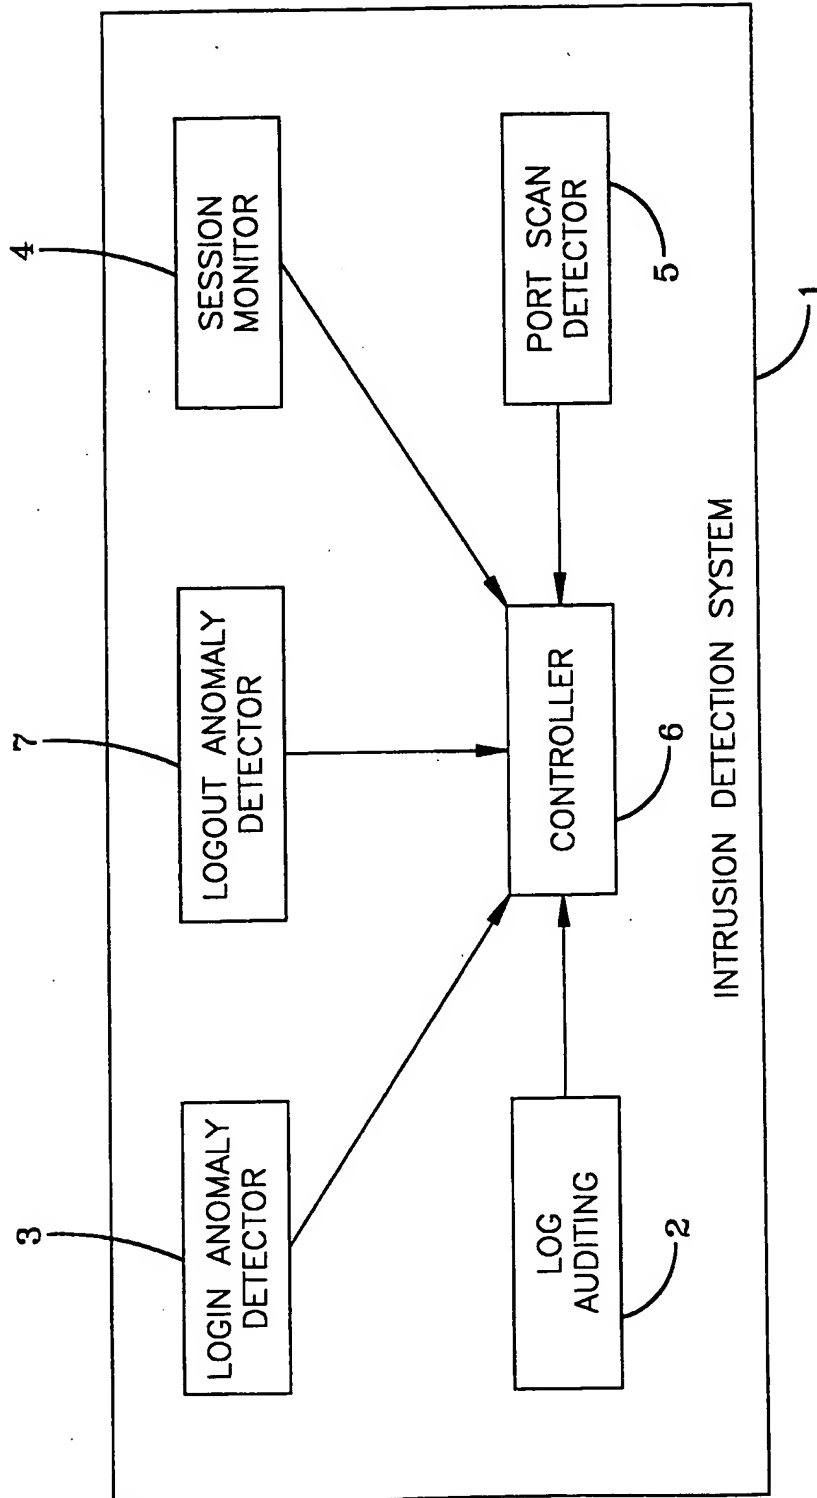 3
7
4
LOGIN ANOMALY
DETECTOR
LOGOUT ANOMALY
DETECTOR
SESSION
MONITOR
LOG
AUDITING
CONTROLLER
PORT SCAN
DETECTOR
2
6
5
INTRUSION DETECTION SYSTEM
1